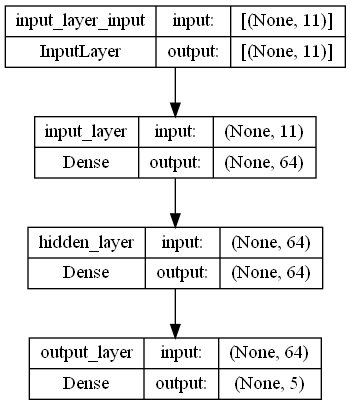 input_layer_input input: [(None, 11)]
InputLayer output: [(None, 11)]
input_layer input: (None, 11)
Dense output: (None, 64)
hidden_layer input: (None, 64)
Dense output: (None, 64)
output_layer input: (None, 64)
Dense output: (None, 5)